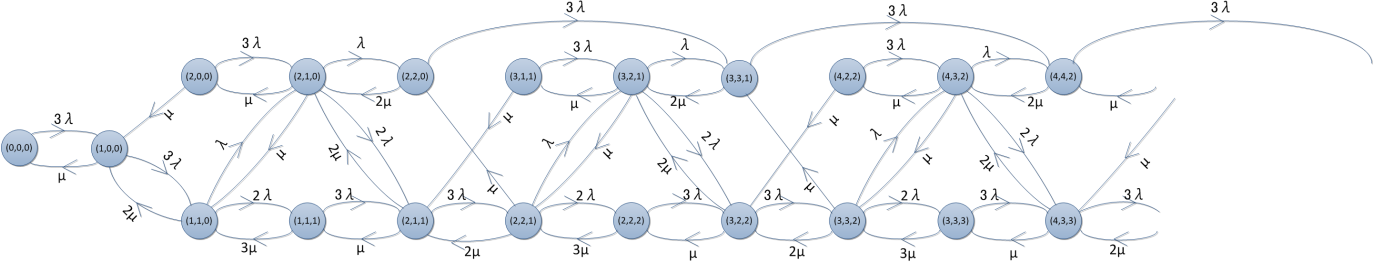 3 λ 3 λ 3 λ
3 λ λ 3 λ λ 3 λ λ
(2,0,0) (2,1,0) (2,2,0) (3,1,1) (3,2,1) (3,3,1) (4,2,2) (4,3,2) (4,4,2)
μ 2μ μ 2μ μ 2μ μ
3 λ μ λ μ 2μ 2 λ μ λ μ 2μ 2 λ μ λ μ 2μ 2 λ μ
(0,0,0) (1,0,0)
μ 3 λ μ μ
2μ 2 λ 3 λ 3 λ 2 λ 3 λ 3 λ 2 λ 3 λ 3 λ
(1,1,0) (1,1,1) (2,1,1) (2,2,1) (2,2,2) (3,2,2) (3,3,2) (3,3,3) (4,3,3)
3μ μ 2μ 3μ μ 2μ 3μ μ 2μ